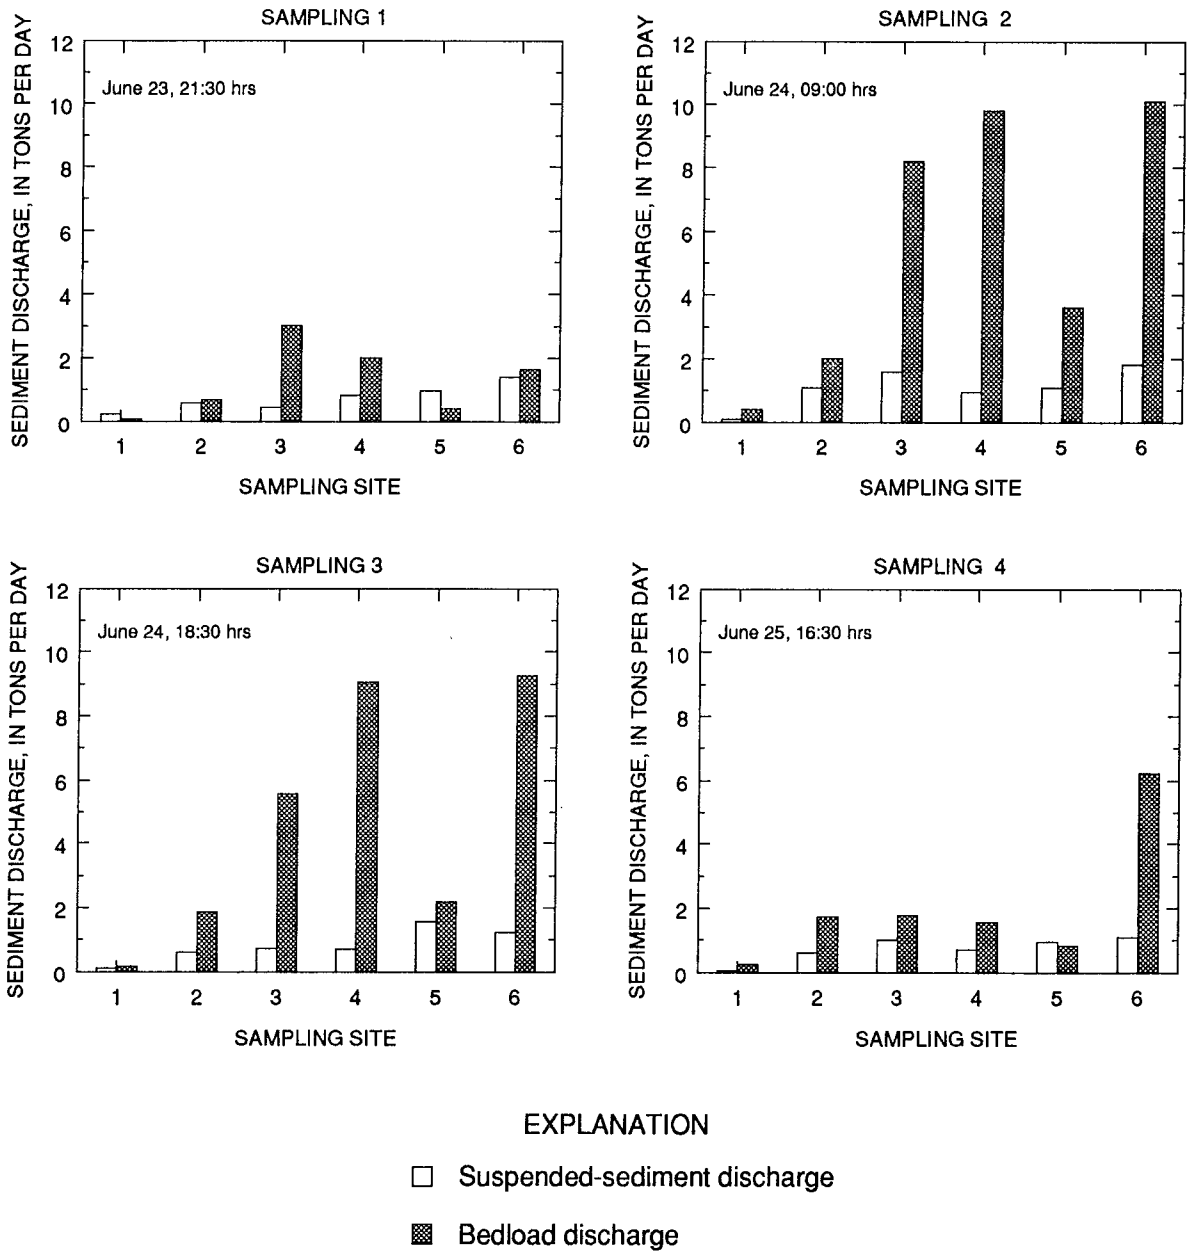 SAMPLING 1
SEDIMENT DISCHARGE, IN TONS PER DAY
12
10
8
6
4
2
0
June 23, 21:30 hrs
1 2 3 4 5 6
SAMPLING SITE
SAMPLING 2
SEDIMENT DISCHARGE, IN TONS PER DAY
12
10
8
6
4
2
0
June 24, 09:00 hrs
1 2 3 4 5 6
SAMPLING SITE
SAMPLING 3
SEDIMENT DISCHARGE, IN TONS PER DAY
12
10
8
6
4
2
0
June 24, 18:30 hrs
1 2 3 4 5 6
SAMPLING SITE
SAMPLING 4
SEDIMENT DISCHARGE, IN TONS PER DAY
12
10
8
6
4
2
0
June 25, 16:30 hrs
1 2 3 4 5 6
SAMPLING SITE
EXPLANATION
Suspended-sediment discharge
Bedload discharge